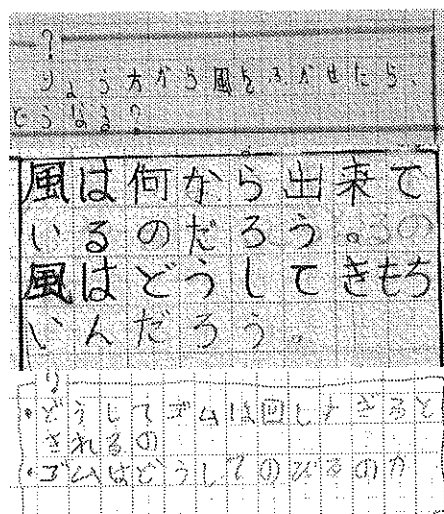 ?
りょう方から風をふかせたら、
どうなる?
風は何から出来て
いるのだろう。
風はどうしてきもち
いいんだろう。
り
・どうしてゴムは回しすぎると
きれるの
・ゴムはどうしてのびるのか